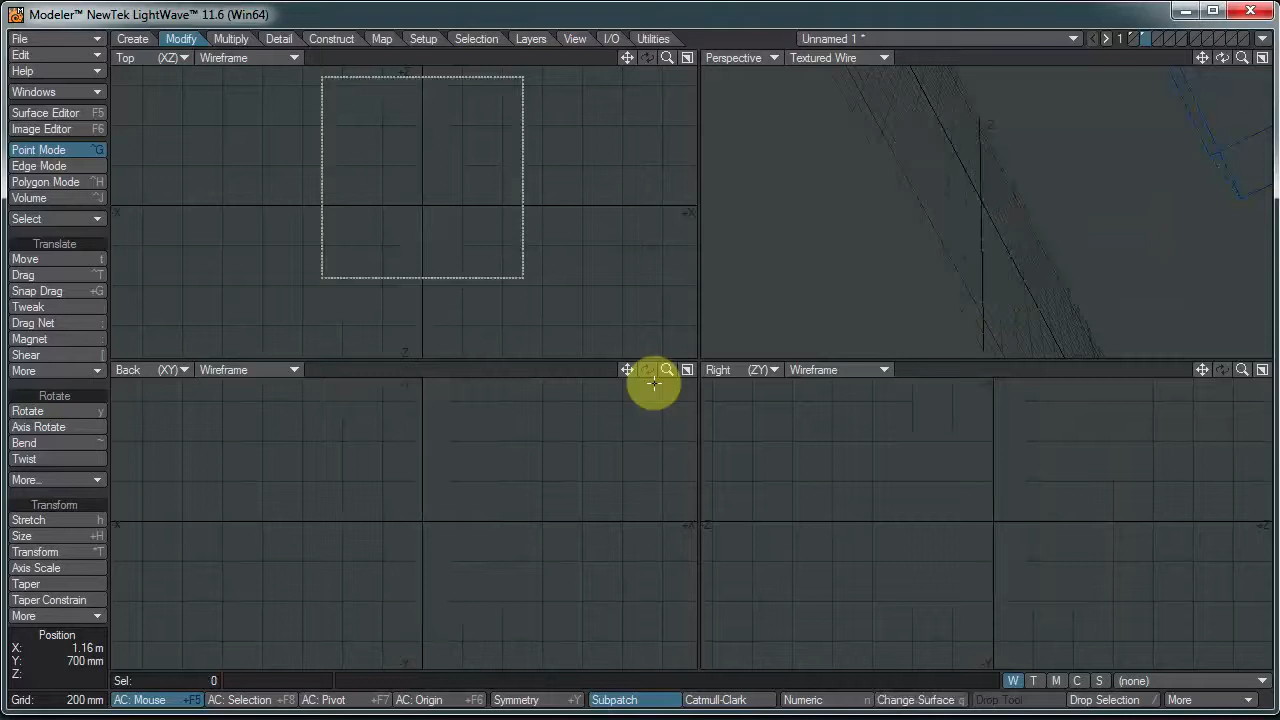 Modeler™ NewTek LightWave™ 11.6 (Win64)
File Create Modify Multiply Detail Construct Map Setup Selection Layers View I/O Utilities Unnamed 1 * 1
Edit Top (XZ) Wireframe Perspective Textured Wire
Help
Windows
Surface Editor F5
Image Editor F6
Point Mode ^G
Edge Mode
Polygon Mode ^H
Volume ^J
Select
-X +X
Z
Translate
Move t
Drag ^T
Snap Drag +G
Tweak
Drag Net ;
Magnet :
Shear [
More
Z
Back (XY) Wireframe Right (ZY) Wireframe
Rotate
Rotate y
Axis Rotate
Bend ~
Twist
More...
Transform
Stretch h
Size +H
Transform ^T
Axis Scale
Taper
Taper Constrain
More
-X +X -Z +Z
-Y -Y
Position
X: 1.16 m
Y: 700 mm
Z:
Sel: 0 W T M C S (none)
Grid: 200 mm AC: Mouse +F5 AC: Selection +F8 AC: Pivot +F7 AC: Origin +F6 Symmetry +Y Subpatch Catmull-Clark Numeric n Change Surface q Drop Tool Drop Selection / More